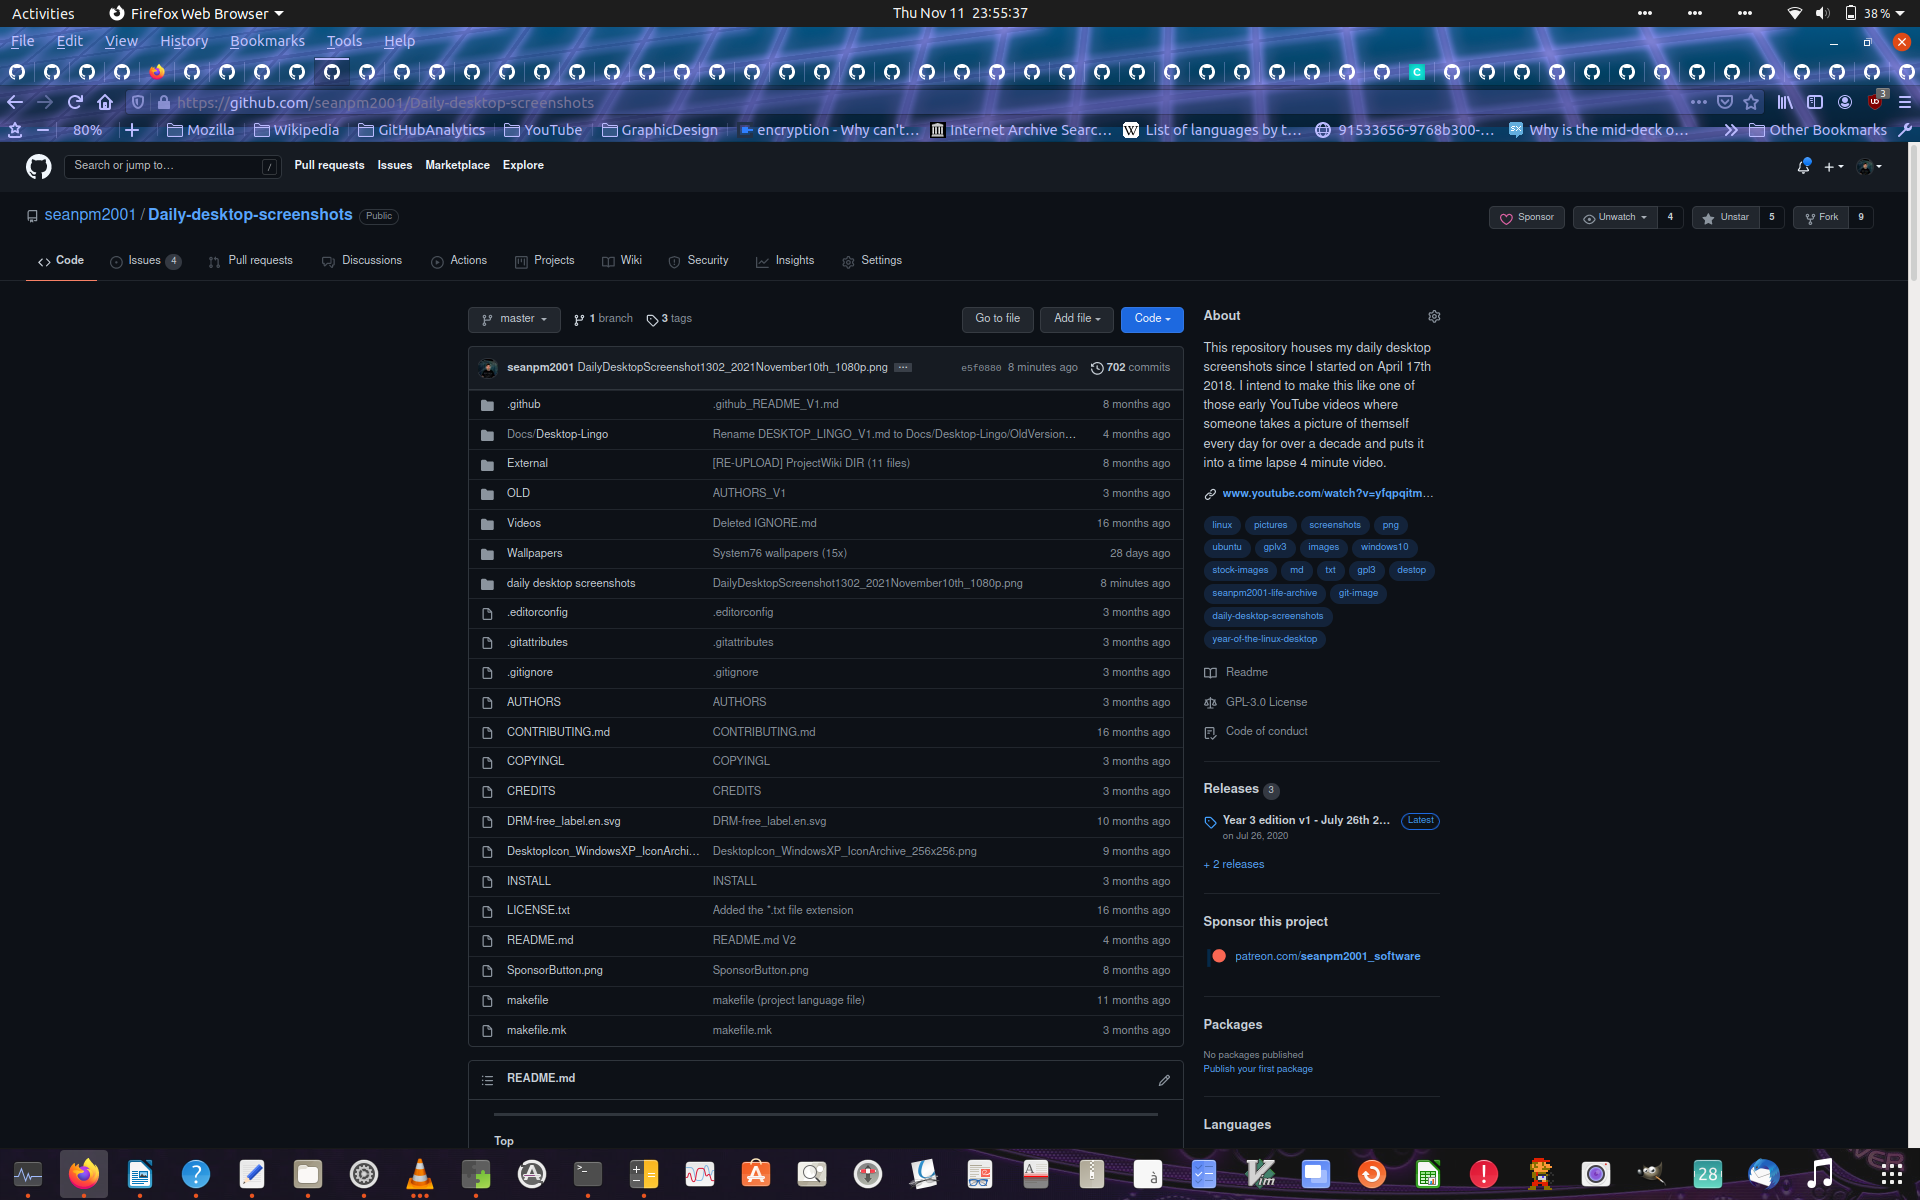 Activities Firefox Web Browser Thu Nov 11 23:55:37 38 %
File Edit View History Bookmarks Tools Help
https://github.com/seanpm2001/Daily-desktop-screenshots 3
80% Mozilla Wikipedia GitHubAnalytics YouTube GraphicDesign encryption - Why can't... Internet Archive Searc... List of languages by t... 91533656-9768b300-... Why is the mid-deck o... Other Bookmarks
Search or jump to... / Pull requests Issues Marketplace Explore
seanpm2001 / Daily-desktop-screenshots Public Sponsor Unwatch 4 Unstar 5 Fork 9
Code Issues 4 Pull requests Discussions Actions Projects Wiki Security Insights Settings
master 1 branch 3 tags Go to file Add file Code
seanpm2001 DailyDesktopScreenshot1302_2021November10th_1080p.png ... e5f0880 8 minutes ago 702 commits
.github .github_README_V1.md 8 months ago
Docs/Desktop-Lingo Rename DESKTOP_LINGO_V1.md to Docs/Desktop-Lingo/OldVersion... 4 months ago
External [RE-UPLOAD] ProjectWiki DIR (11 files) 8 months ago
OLD AUTHORS_V1 3 months ago
Videos Deleted IGNORE.md 16 months ago
Wallpapers System76 wallpapers (15x) 28 days ago
daily desktop screenshots DailyDesktopScreenshot1302_2021November10th_1080p.png 8 minutes ago
.editorconfig .editorconfig 3 months ago
.gitattributes .gitattributes 3 months ago
.gitignore .gitignore 3 months ago
AUTHORS AUTHORS 3 months ago
CONTRIBUTING.md CONTRIBUTING.md 16 months ago
COPYINGL COPYINGL 3 months ago
CREDITS CREDITS 3 months ago
DRM-free_label.en.svg DRM-free_label.en.svg 10 months ago
DesktopIcon_WindowsXP_IconArchi... DesktopIcon_WindowsXP_IconArchive_256x256.png 9 months ago
INSTALL INSTALL 3 months ago
LICENSE.txt Added the *.txt file extension 16 months ago
README.md README.md V2 4 months ago
SponsorButton.png SponsorButton.png 8 months ago
makefile makefile (project language file) 11 months ago
makefile.mk makefile.mk 3 months ago
README.md
Top
About
This repository houses my daily desktop
screenshots since I started on April 17th
2018. I intend to make this like one of
those early YouTube videos where
someone takes a picture of themself
every day for over a decade and puts it
into a time lapse 4 minute video.
www.youtube.com/watch?v=yfqpqitm...
linux pictures screenshots png
ubuntu gplv3 images windows10
stock-images md txt gpl3 destop
seanpm2001-life-archive git-image
daily-desktop-screenshots
year-of-the-linux-desktop
Readme
GPL-3.0 License
Code of conduct
Releases 3
Year 3 edition v1 - July 26th 2... Latest
on Jul 26, 2020
+ 2 releases
Sponsor this project
patreon.com/seanpm2001_software
Packages
No packages published
Publish your first package
Languages
28